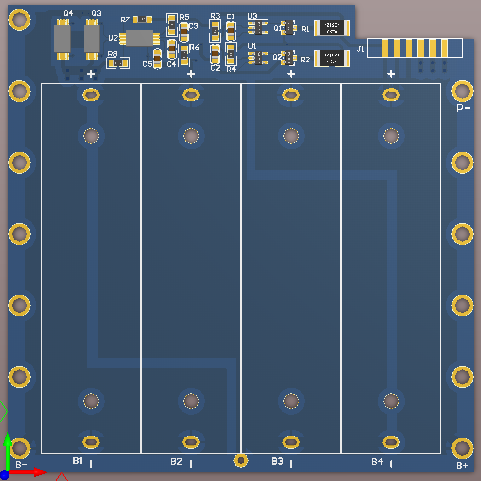 Q4 Q3 R7 R5 C3 R3 C1 U3 Q1 R1
U2 R6 U1 J1
R8 C5 C4 C2 R4 Q2 R2
+ + + +
P-
B- B1 - B2 - B3 - B4 - B+